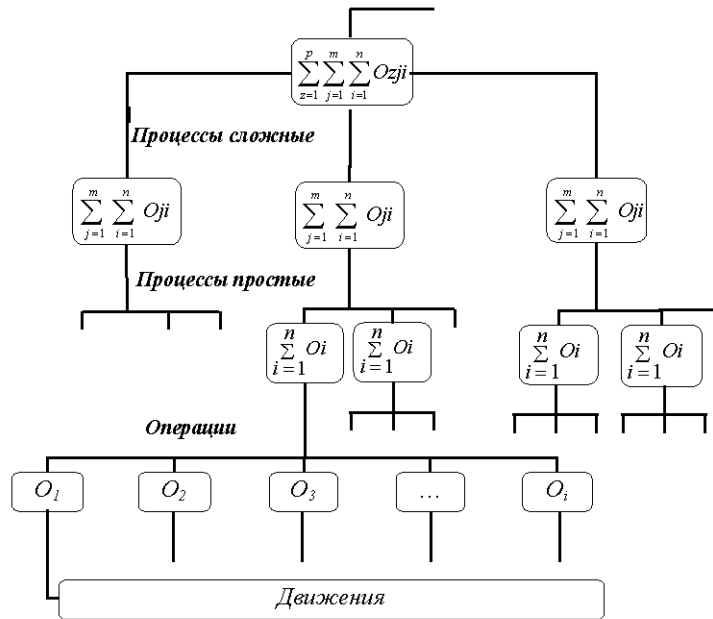 ∑(z=1..p) ∑(j=1..m) ∑(i=1..n) Ozji
Процессы сложные
∑(j=1..m) ∑(i=1..n) Oji
∑(j=1..m) ∑(i=1..n) Oji
∑(j=1..m) ∑(i=1..n) Oji
Процессы простые
∑(i=1..n) Oi
∑(i=1..n) Oi
∑(i=1..n) Oi
∑(i=1..n) Oi
Операции
O₁
O₂
O₃
...
Oᵢ
Движения